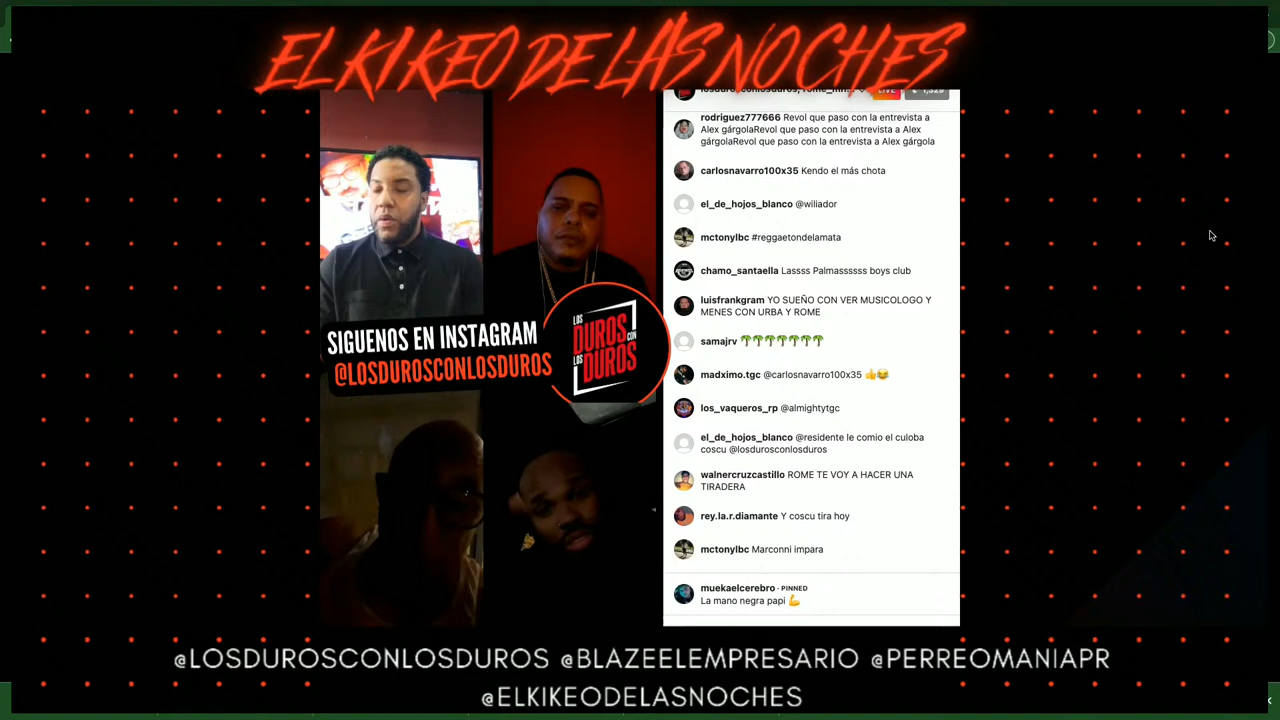 EL KIKEO DE LAS NOCHES
LIVE
1,329
rodriguez777666 Revol que paso con la entrevista a
Alex gárgolaRevol que paso con la entrevista a Alex
gárgolaRevol que paso con la entrevista a Alex gárgola
carlosnavarro100x35 Kendo el más chota
el_de_hojos_blanco @wiliador
mctonylbc #reggaetondelamata
chamo_santaella Lassss Palmassssss boys club
luisfrankgram YO SUEÑO CON VER MUSICOLOGO Y
MENES CON URBA Y ROME
samajrv 🌴🌴🌴🌴🌴🌴🌴
madximo.tgc @carlosnavarro100x35 👍😂
los_vaqueros_rp @almightytgc
el_de_hojos_blanco @residente le comio el culoba
coscu @losdurosconlosduros
walnercruzcastillo ROME TE VOY A HACER UNA
TIRADERA
rey.la.r.diamante Y coscu tira hoy
mctonylbc Marconni impara
muekaelcerebro · PINNED
La mano negra papi 💪
SIGUENOS EN INSTAGRAM
@LOSDUROSCONLOSDUROS
LOS
DUROS
CON
LOS
DUROS
@LOSDUROSCONLOSDUROS @BLAZEELEMPRESARIO @PERREOMANIAPR
@ELKIKEODELASNOCHES